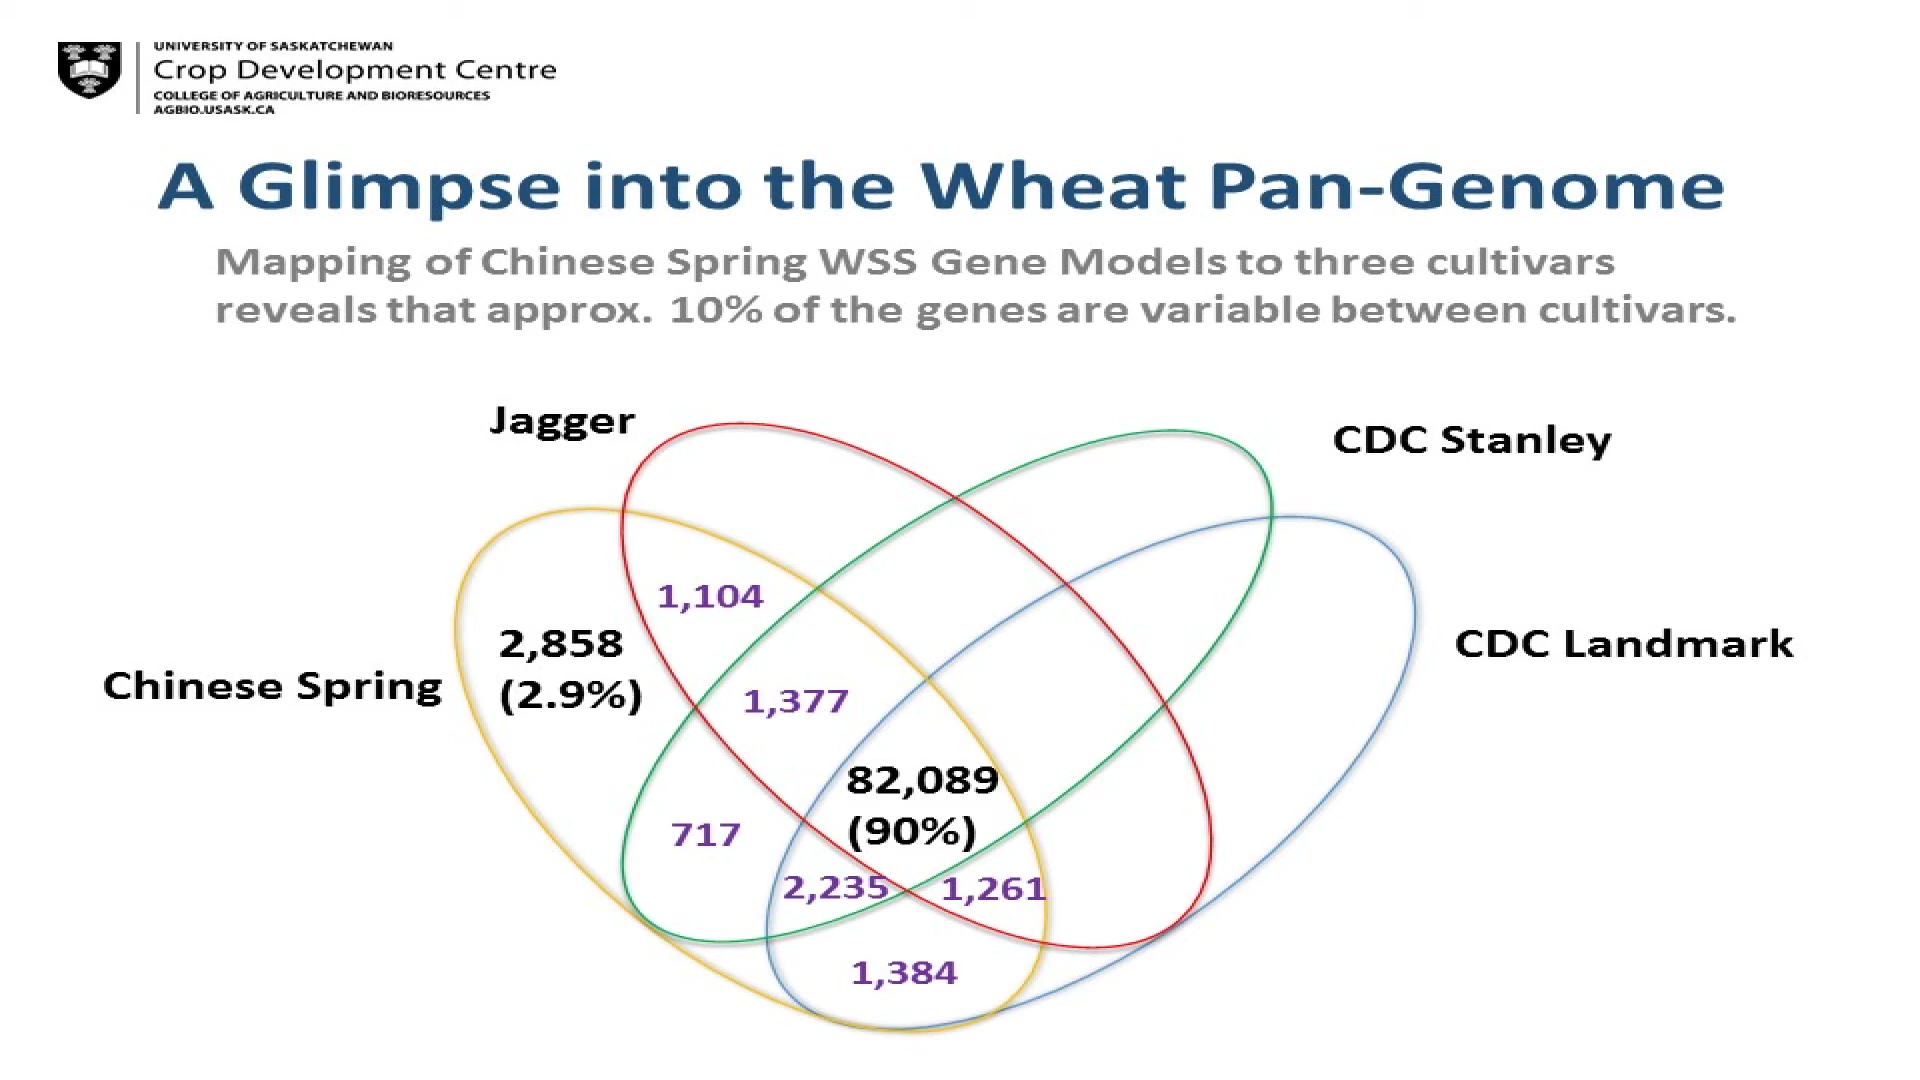 UNIVERSITY OF SASKATCHEWAN
Crop Development Centre
COLLEGE OF AGRICULTURE AND BIORESOURCES
AGBIO.USASK.CA
A Glimpse into the Wheat Pan-Genome
Mapping of Chinese Spring WSS Gene Models to three cultivars
reveals that approx. 10% of the genes are variable between cultivars.
Jagger
CDC Stanley
1,104
2,858
(2.9%)
CDC Landmark
Chinese Spring
1,377
82,089
(90%)
717
2,235
1,261
1,384